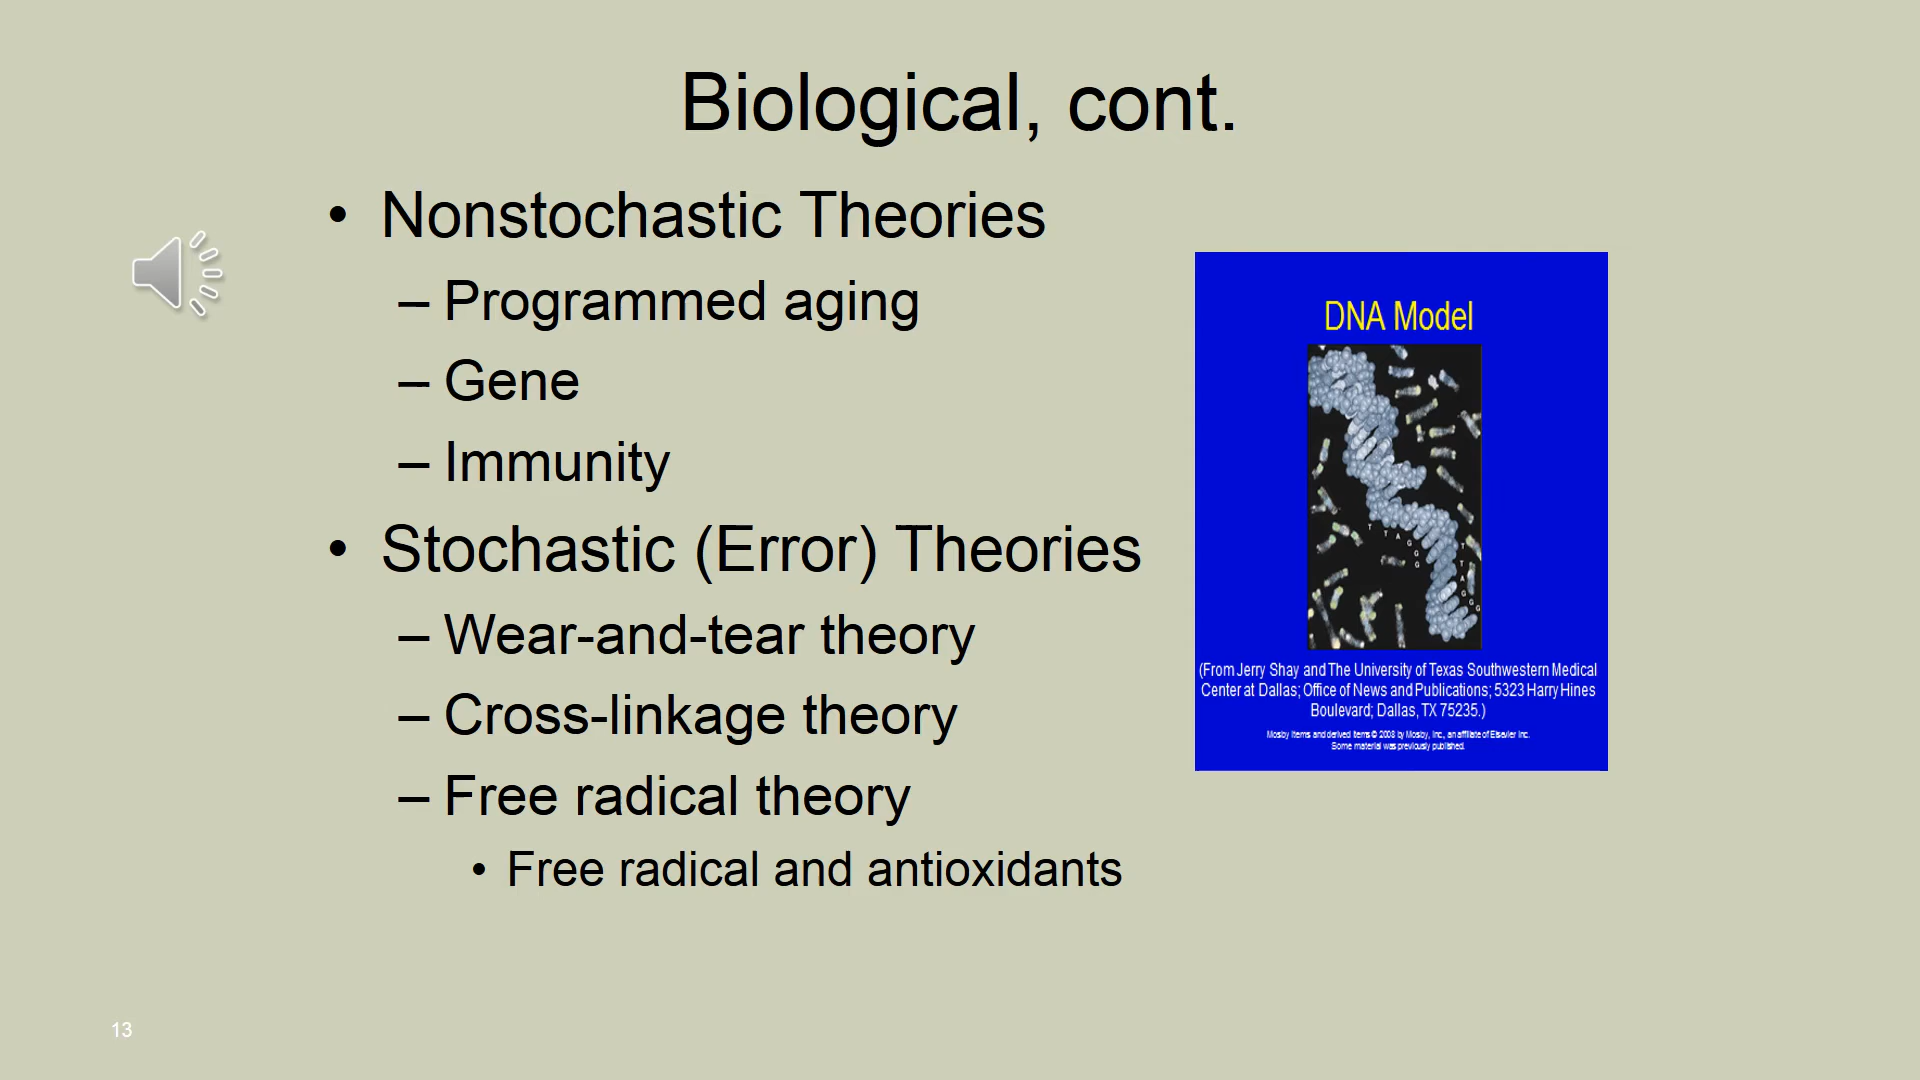 Biological, cont.
• Nonstochastic Theories
– Programmed aging
– Gene
– Immunity
• Stochastic (Error) Theories
– Wear-and-tear theory
– Cross-linkage theory
– Free radical theory
• Free radical and antioxidants
DNA Model
T T A G G G
T T A G G G
(From Jerry Shay and The University of Texas Southwestern Medical
Center at Dallas; Office of News and Publications; 5323 Harry Hines
Boulevard; Dallas, TX 75235.)
Mosby items and derived items © 2008 by Mosby, Inc., an affiliate of Elsevier Inc.
Some material was previously published.
13